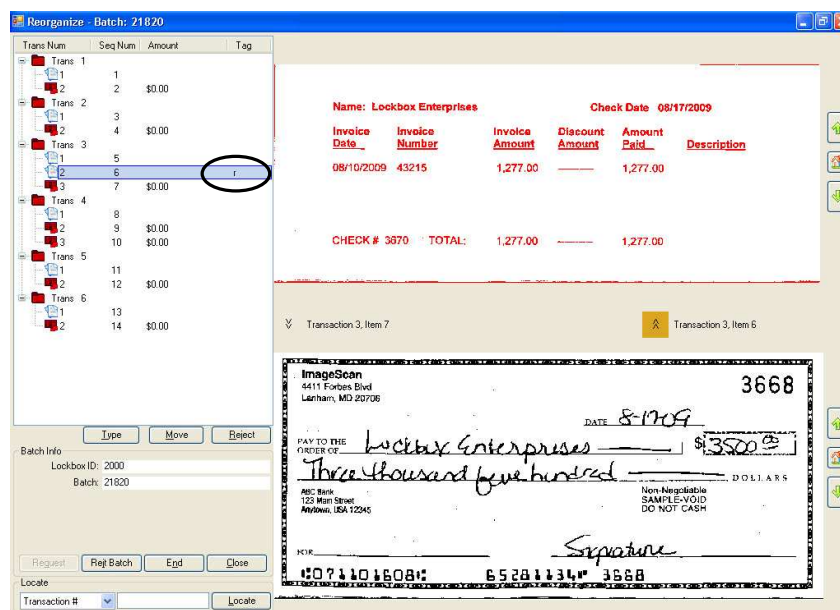 Reorganize - Batch: 21820
Trans Num Seq Num Amount Tag
Trans 1
1 1
2 2 $0.00
Trans 2
1 3
2 4 $0.00
Trans 3
1 5
2 6 r
3 7 $0.00
Trans 4
1 8
2 9 $0.00
3 10 $0.00
Trans 5
1 11
2 12 $0.00
Trans 6
1 13
2 14 $0.00
Type Move Reject
Batch Info
Lockbox ID: 2000
Batch: 21820
Reguest Rejt Batch End Close
Locate
Transaction # Locate
Name: Lockbox Enterprises Check Date 08/17/2009
Invoice Invoice Invoice Discount Amount
Date Number Amount Amount Paid Description
08/10/2009 43215 1,277.00 1,277.00
CHECK # 3670 TOTAL: 1,277.00 1,277.00
Transaction 3, Item 7 Transaction 3, Item 6
ImageScan
4411 Forbes Blvd
Lanham, MD 20706
3668
DATE 8-17-09
PAY TO THE
ORDER OF Lockbox Enterprises $ 3500 00
Three thousand five hundred DOLLARS
ABC Bank
123 Main Street
Anytown, USA 12345
Non-Negotiable
SAMPLE-VOID
DO NOT CASH
FOR Signature
⑆071101608⑆ 65281134⑈ 3668